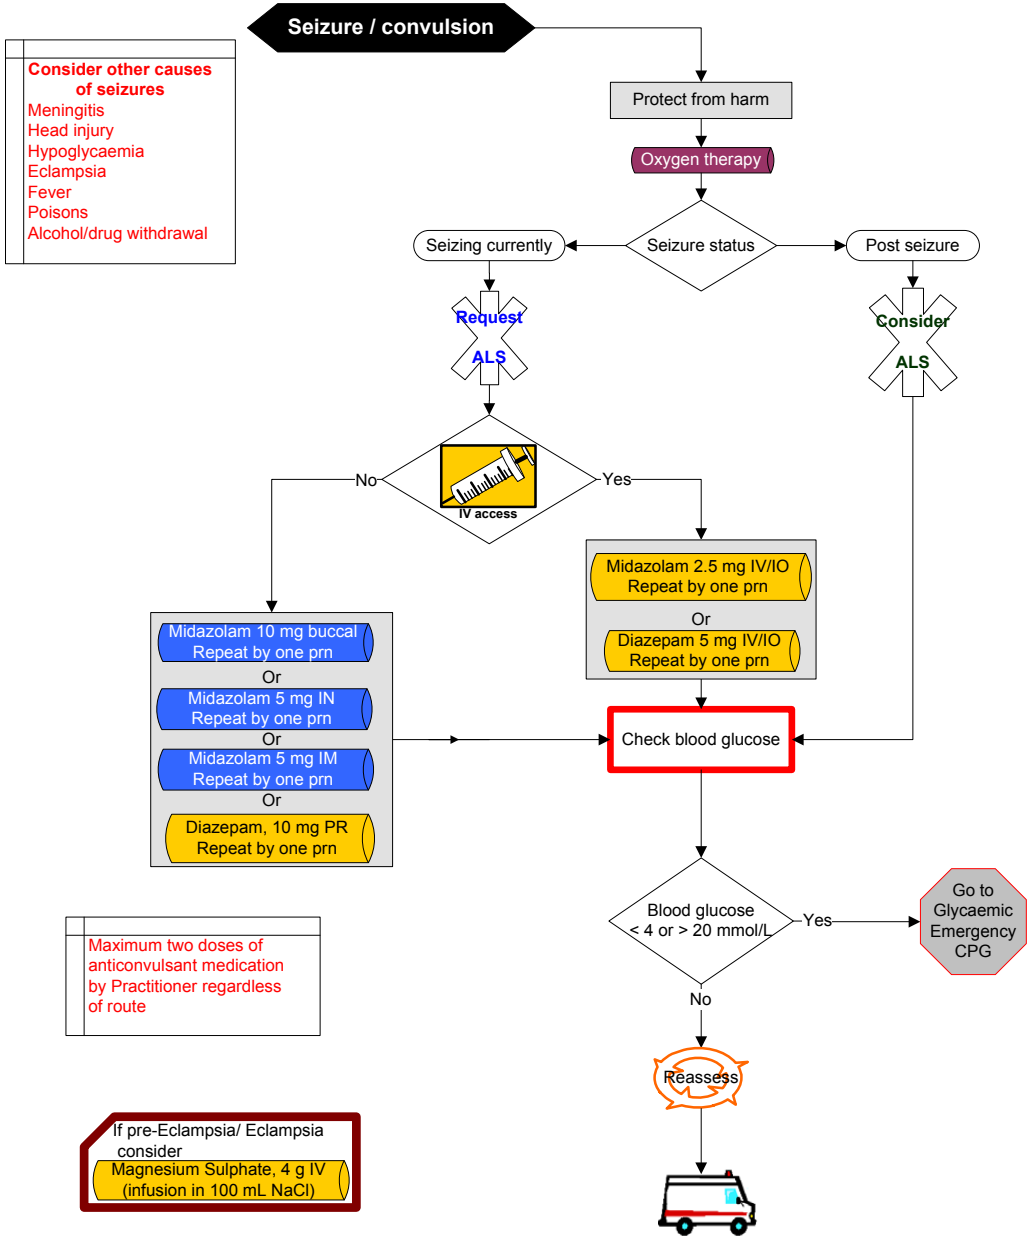 Seizure / convulsion
Consider other causes
of seizures
Meningitis
Head injury
Hypoglycaemia
Eclampsia
Fever
Poisons
Alcohol/drug withdrawal
Protect from harm
Oxygen therapy
Seizure status
Seizing currently
Post seizure
Request
ALS
Consider
ALS
IV access
No
Yes
Midazolam 2.5 mg IV/IO
Repeat by one prn
Or
Diazepam 5 mg IV/IO
Repeat by one prn
Midazolam 10 mg buccal
Repeat by one prn
Or
Midazolam 5 mg IN
Repeat by one prn
Or
Midazolam 5 mg IM
Repeat by one prn
Or
Diazepam, 10 mg PR
Repeat by one prn
Check blood glucose
Blood glucose
< 4 or > 20 mmol/L
Yes
Go to
Glycaemic
Emergency
CPG
No
Reassess
Maximum two doses of
anticonvulsant medication
by Practitioner regardless
of route
If pre-Eclampsia/ Eclampsia
consider
Magnesium Sulphate, 4 g IV
(infusion in 100 mL NaCl)